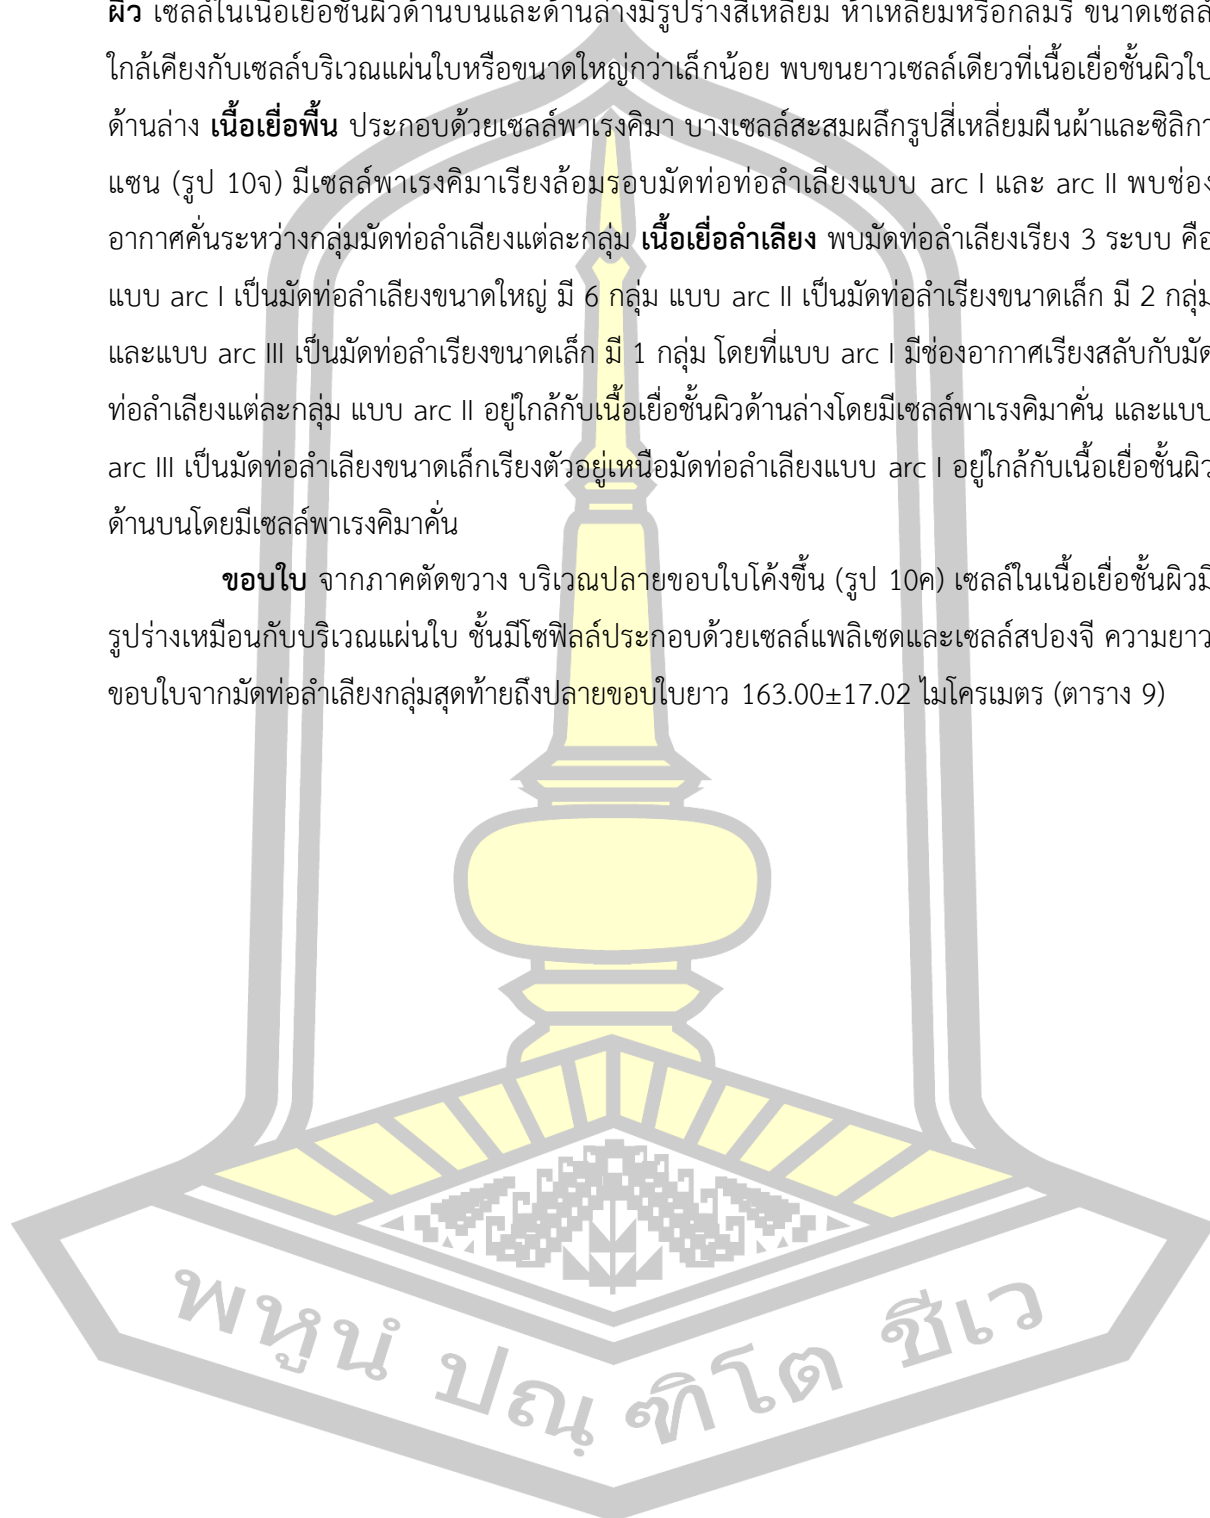 ผิว เซลล์ในเนื้อเยื่อชั้นผิวด้านบนและด้านล่างมีรูปร่างสี่เหลี่ยม ห้าเหลี่ยมหรือกลมรี ขนาดเซลล์
ใกล้เคียงกับเซลล์บริเวณแผ่นใบหรือขนาดใหญ่กว่าเล็กน้อย พบขนยาวเซลล์เดียวที่เนื้อเยื่อชั้นผิวใบ
ด้านล่าง เนื้อเยื่อพื้น ประกอบด้วยเซลล์พาเรงคิมา บางเซลล์สะสมผลึกรูปสี่เหลี่ยมผืนผ้าและซิลิกา
แซน (รูป 10จ) มีเซลล์พาเรงคิมาเรียงล้อมรอบมัดท่อท่อลำเลียงแบบ arc I และ arc II พบช่อง
อากาศคั่นระหว่างกลุ่มมัดท่อลำเลียงแต่ละกลุ่ม เนื้อเยื่อลำเลียง พบมัดท่อลำเลียงเรียง 3 ระบบ คือ
แบบ arc I เป็นมัดท่อลำเลียงขนาดใหญ่ มี 6 กลุ่ม แบบ arc II เป็นมัดท่อลำเรียงขนาดเล็ก มี 2 กลุ่ม
และแบบ arc III เป็นมัดท่อลำเรียงขนาดเล็ก มี 1 กลุ่ม โดยที่แบบ arc I มีช่องอากาศเรียงสลับกับมัด
ท่อลำเลียงแต่ละกลุ่ม แบบ arc II อยู่ใกล้กับเนื้อเยื่อชั้นผิวด้านล่างโดยมีเซลล์พาเรงคิมาคั่น และแบบ
arc III เป็นมัดท่อลำเลียงขนาดเล็กเรียงตัวอยู่เหนือมัดท่อลำเลียงแบบ arc I อยู่ใกล้กับเนื้อเยื่อชั้นผิว
ด้านบนโดยมีเซลล์พาเรงคิมาคั่น
ขอบใบ จากภาคตัดขวาง บริเวณปลายขอบใบโค้งขึ้น (รูป 10ค) เซลล์ในเนื้อเยื่อชั้นผิวมี
รูปร่างเหมือนกับบริเวณแผ่นใบ ชั้นมีโซฟิลล์ประกอบด้วยเซลล์แพลิเซดและเซลล์สปองจี ความยาว
ขอบใบจากมัดท่อลำเลียงกลุ่มสุดท้ายถึงปลายขอบใบยาว 163.00±17.02 ไมโครเมตร (ตาราง 9)
พหูนํ ปณฺ ฑิโต ชีเว